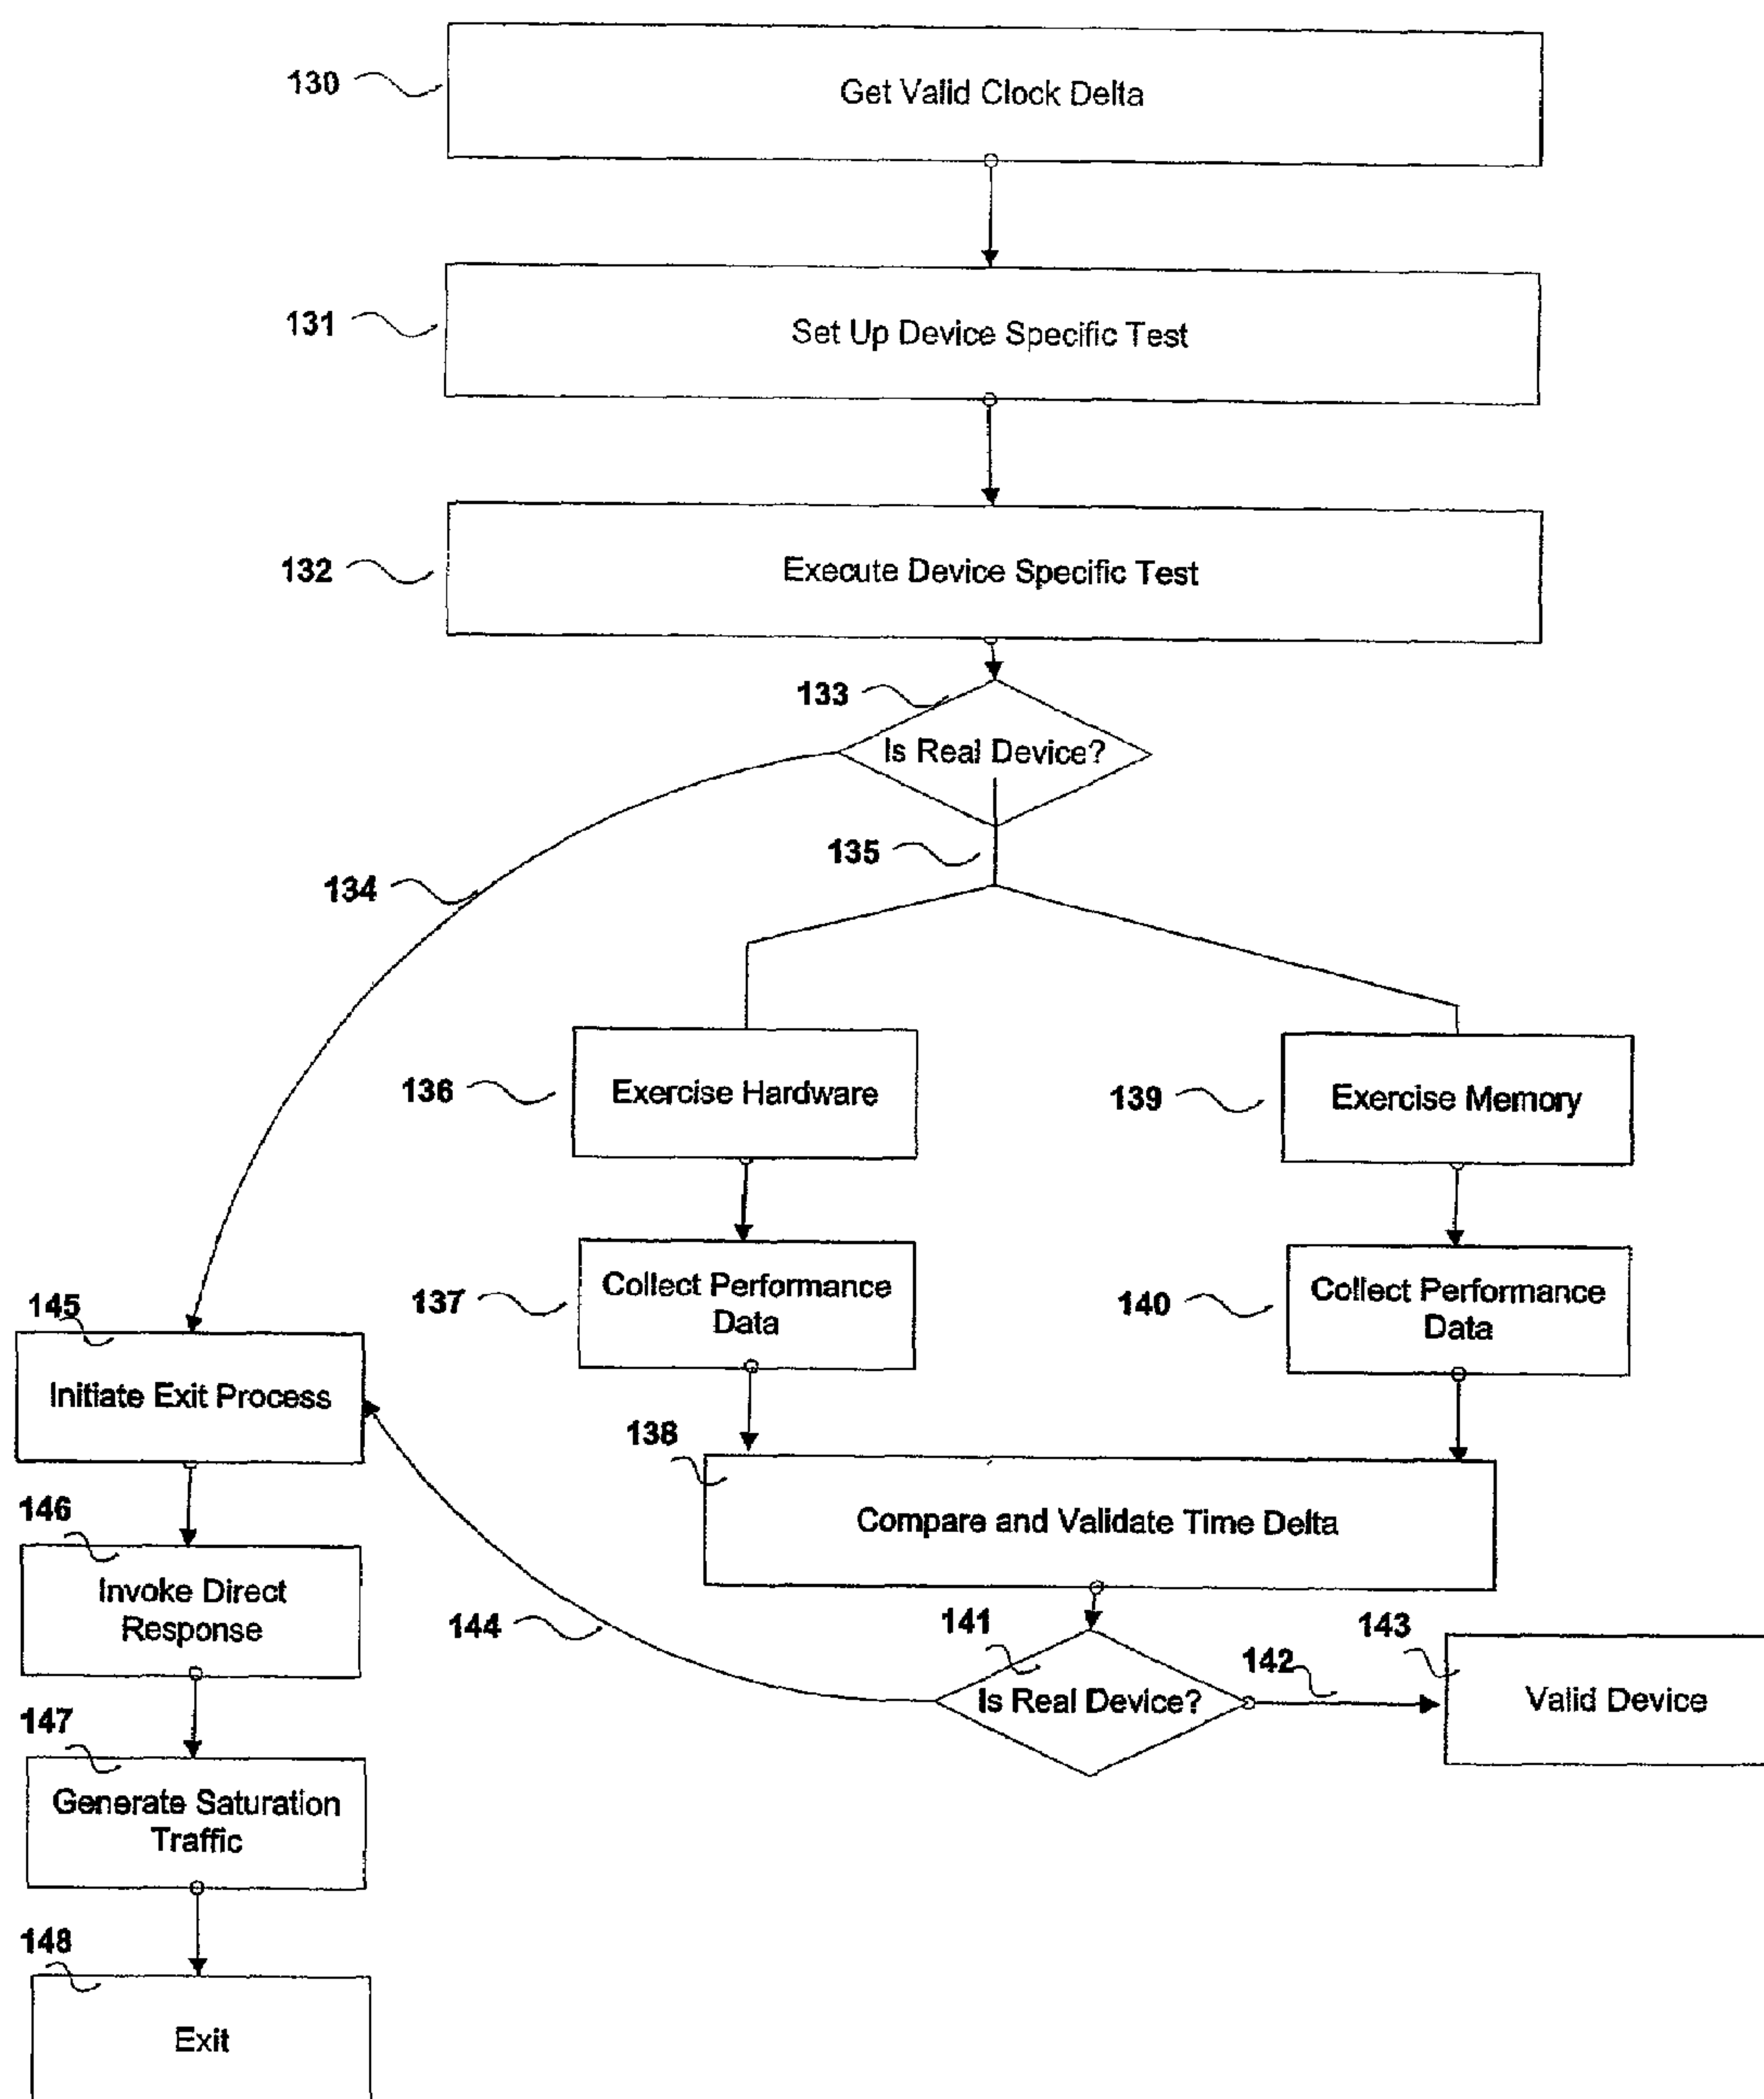 130
Get Valid Clock Delta
131
Set Up Device Specific Test
132
Execute Device Specific Test
133
Is Real Device?
134
135
136
Exercise Hardware
139
Exercise Memory
137
Collect Performance
Data
140
Collect Performance
Data
145
Initiate Exit Process
138
Compare and Validate Time Delta
146
Invoke Direct
Response
144
141
Is Real Device?
142
143
Valid Device
147
Generate Saturation
Traffic
148
Exit